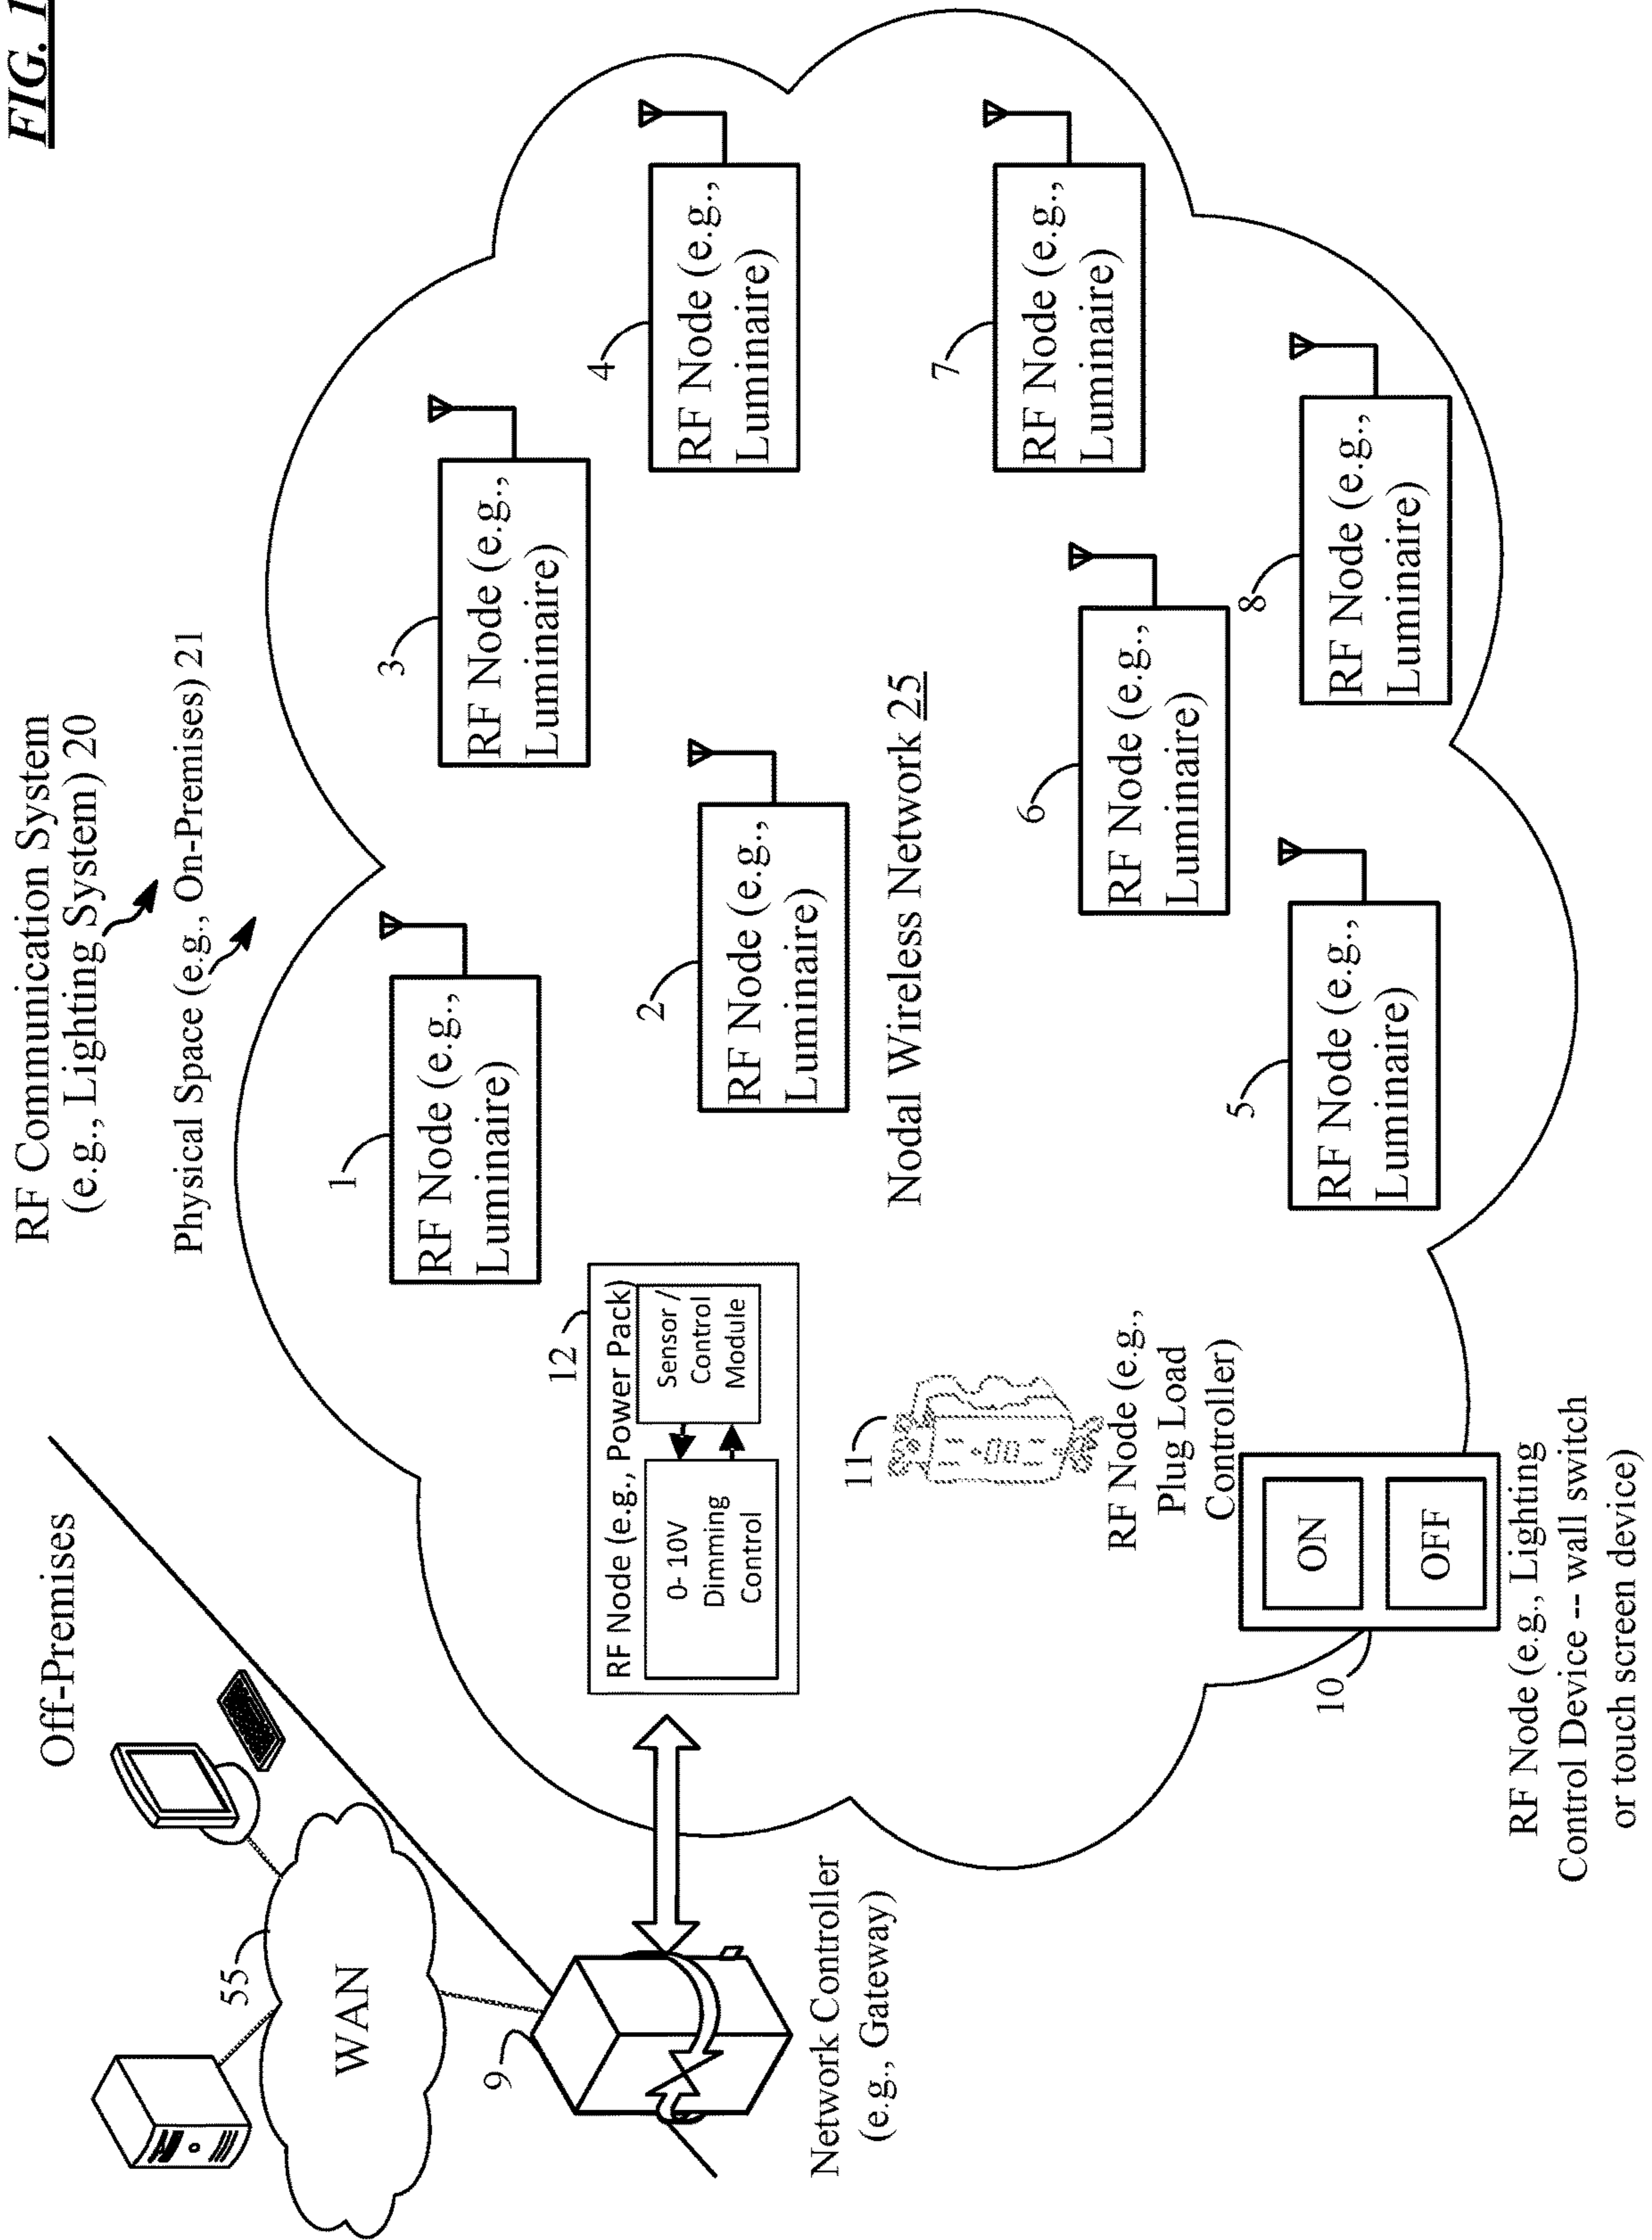 FIG. 1
RF Communication System
(e.g., Lighting System) 20
Physical Space (e.g., On-Premises) 21
Off-Premises
55
WAN
9
Network Controller
(e.g., Gateway)
12
RF Node (e.g., Power Pack)
0- 10V
Dimming
Control
Sensor /
Control
Module
11
RF Node (e.g.,
Plug Load
Controller)
10
ON
OFF
RF Node (e.g., Lighting
Control Device -- wall switch
or touch screen device)
Nodal Wireless Network 25
1
RF Node (e.g.,
Luminaire)
2
RF Node (e.g.,
Luminaire)
3
RF Node (e.g.,
Luminaire)
4
RF Node (e.g.,
Luminaire)
5
RF Node (e.g.,
Luminaire)
6
RF Node (e.g.,
Luminaire)
7
RF Node (e.g.,
Luminaire)
8
RF Node (e.g.,
Luminaire)